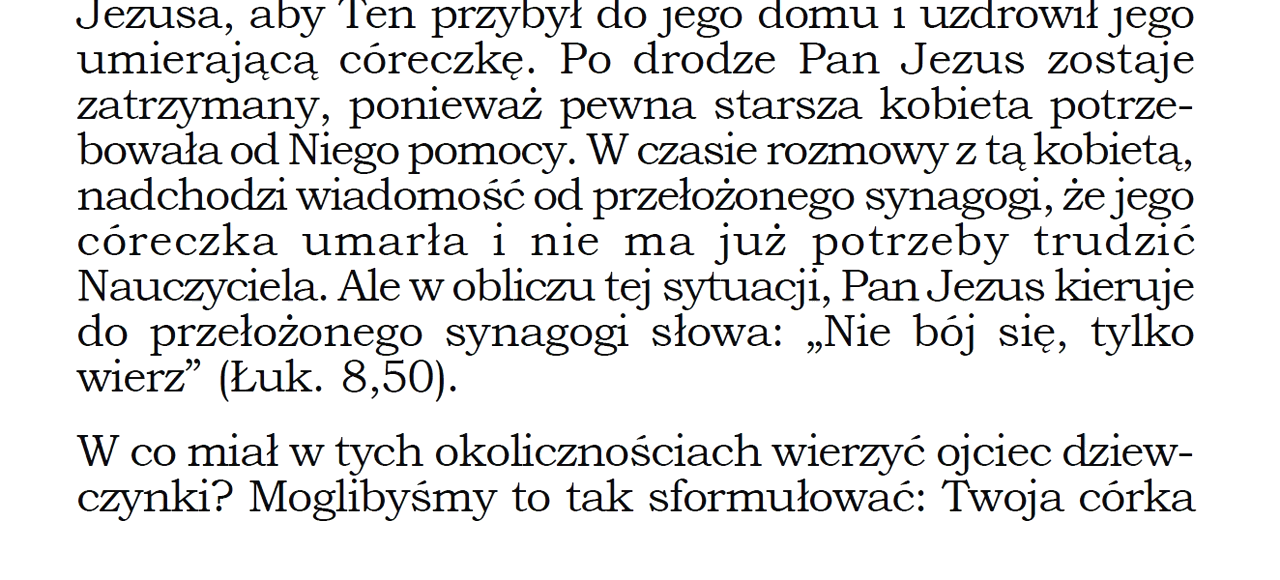 Jezusa, aby Ten przybył do jego domu i uzdrowił jego
umierającą córeczkę. Po drodze Pan Jezus zostaje
zatrzymany, ponieważ pewna starsza kobieta potrze-
bowała od Niego pomocy. W czasie rozmowy z tą kobietą,
nadchodzi wiadomość od przełożonego synagogi, że jego
córeczka umarła i nie ma już potrzeby trudzić
Nauczyciela. Ale w obliczu tej sytuacji, Pan Jezus kieruje
do przełożonego synagogi słowa: „Nie bój się, tylko
wierz” (Łuk. 8,50).
W co miał w tych okolicznościach wierzyć ojciec dziew-
czynki? Moglibyśmy to tak sformułować: Twoja córka